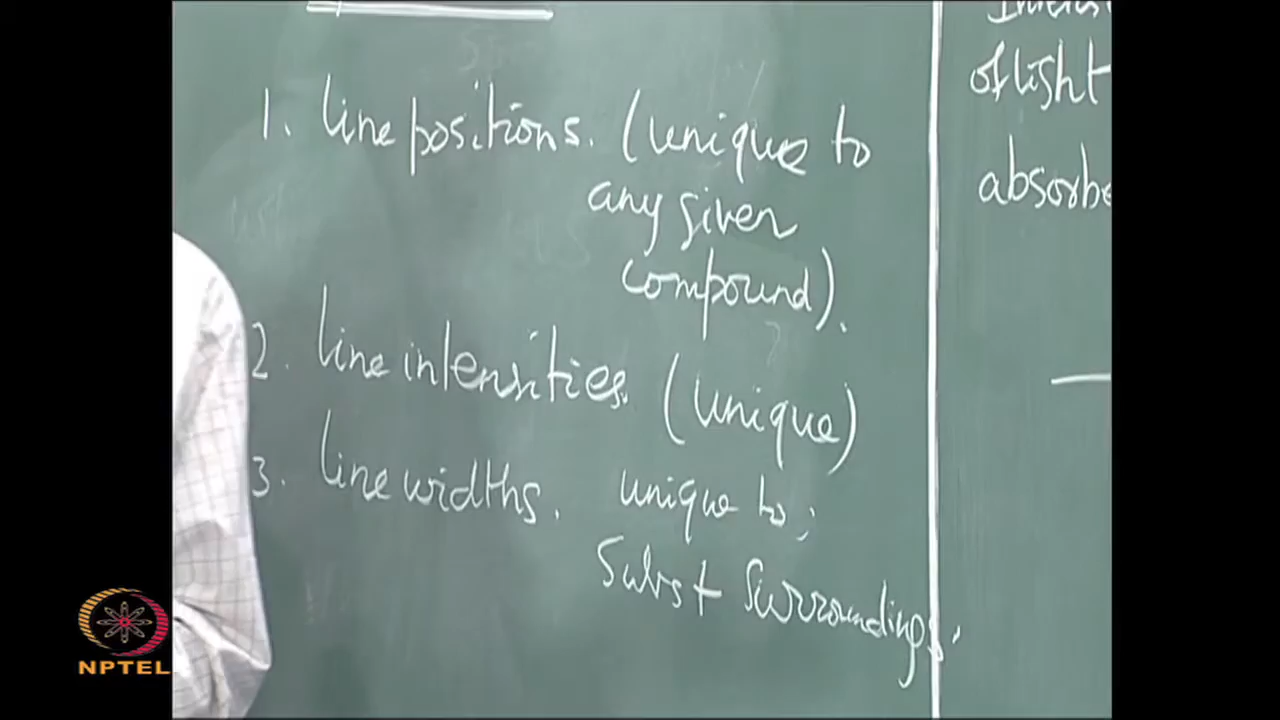 1. line positions. (unique to
any given
compound).
2. line intensities. (unique)
3. line widths. unique to;
Subst + Surroundings.
of light
absorbe
NPTEL